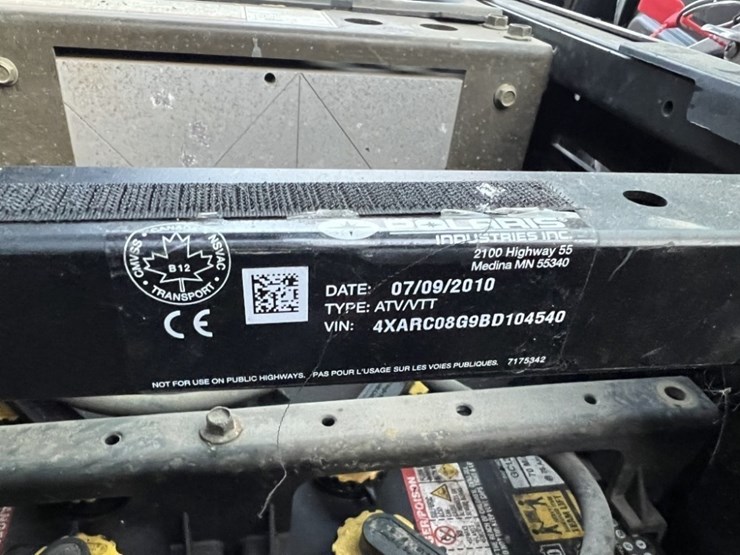 POLARIS
INDUSTRIES INC.
2100 Highway 55
Medina MN 55340
CANADA
CMVSS
NSVAC
B12
TRANSPORT
DATE: 07/09/2010
TYPE: ATV/VTT
VIN: 4XARC08G9BD104540
CE
NOT FOR USE ON PUBLIC HIGHWAYS. PAS POUR L'USAGE SUR LES VOIES PUBLIQUES. 7175342
POISON